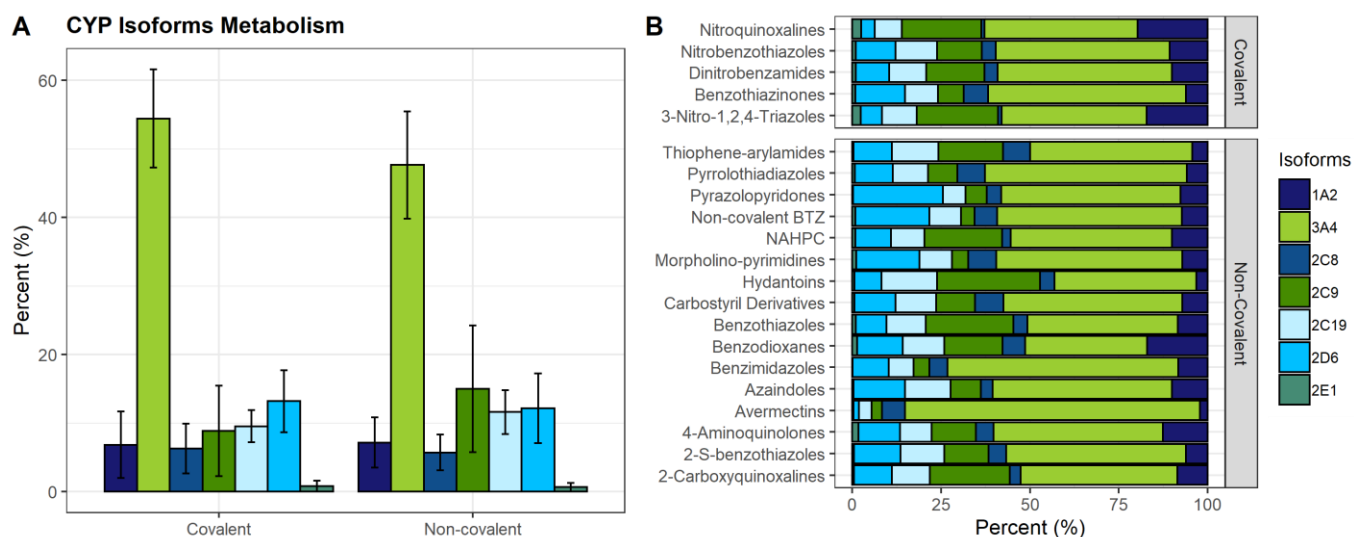 A
CYP Isoforms Metabolism
Percent (%)
60
40
20
0
Covalent
Non-covalent
B
Nitroquinoxalines
Nitrobenzothiazoles
Dinitrobenzamides
Benzothiazinones
3-Nitro-1,2,4-Triazoles
Covalent
Thiophene-arylamides
Pyrrolothiadiazoles
Pyrazolopyridones
Non-covalent BTZ
NAHPC
Morpholino-pyrimidines
Hydantoins
Carbostyril Derivatives
Benzothiazoles
Benzodioxanes
Benzimidazoles
Azaindoles
Avermectins
4-Aminoquinolones
2-S-benzothiazoles
2-Carboxyquinoxalines
Non-Covalent
0
25
50
75
100
Percent (%)
Isoforms
1A2
3A4
2C8
2C9
2C19
2D6
2E1